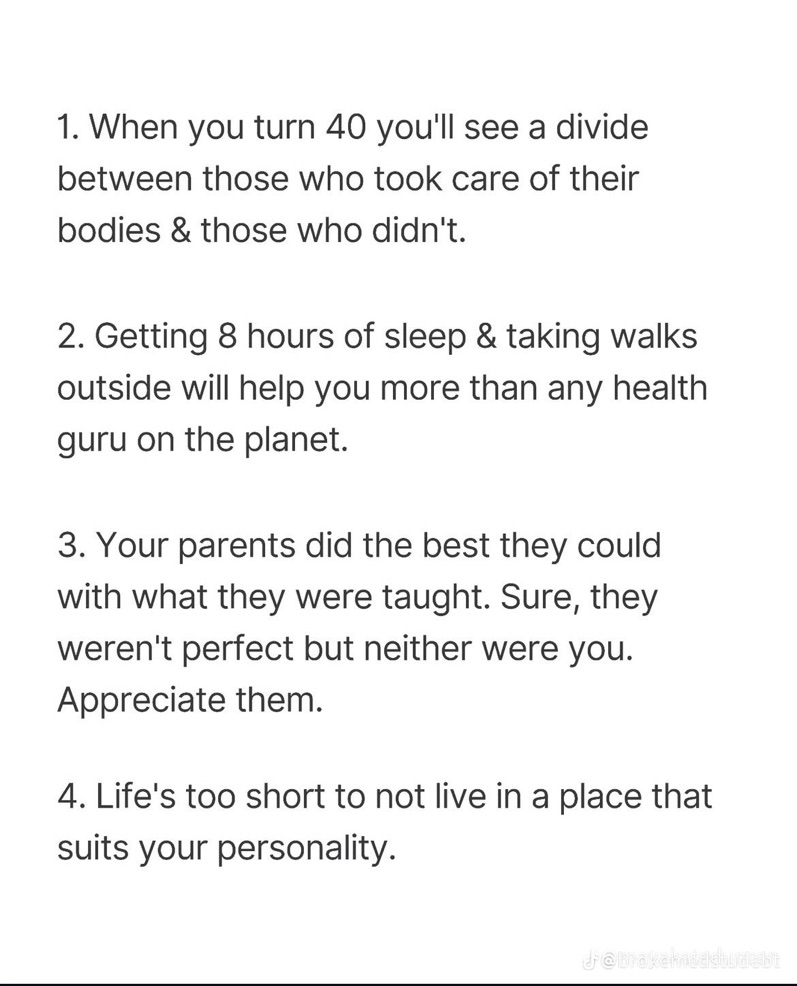 1. When you turn 40 you'll see a divide
between those who took care of their
bodies & those who didn't.
2. Getting 8 hours of sleep & taking walks
outside will help you more than any health
guru on the planet.
3. Your parents did the best they could
with what they were taught. Sure, they
weren't perfect but neither were you.
Appreciate them.
4. Life's too short to not live in a place that
suits your personality.